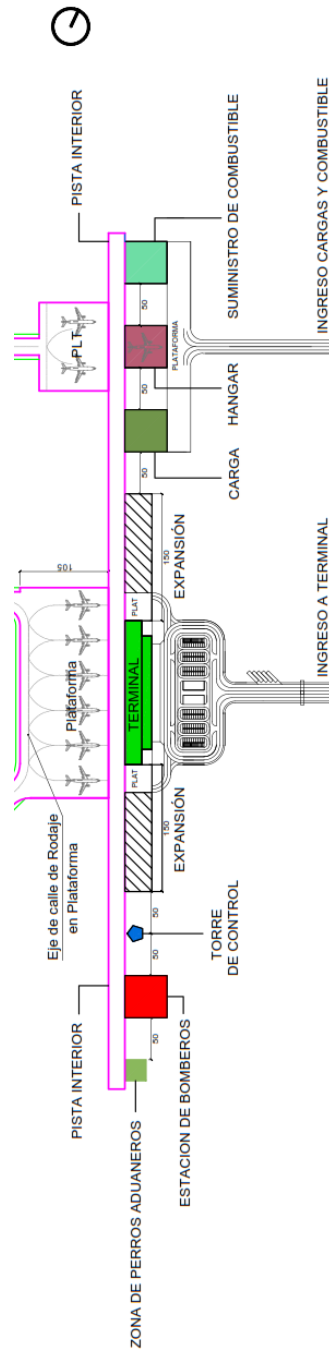 PISTA INTERIOR
Eje de calle de Rodaje
en Plataforma
Plataforma
105
PLT
PISTA INTERIOR
50
50
50
150
PLAT
TERMINAL
PLAT
150
50
50
PLATAFORMA
50
ZONA DE PERROS ADUANEROS
ESTACION DE BOMBEROS
TORRE
DE CONTROL
EXPANSIÓN
EXPANSIÓN
CARGA
HANGAR
SUMINISTRO DE COMBUSTIBLE
INGRESO A TERMINAL
INGRESO CARGAS Y COMBUSTIBLE